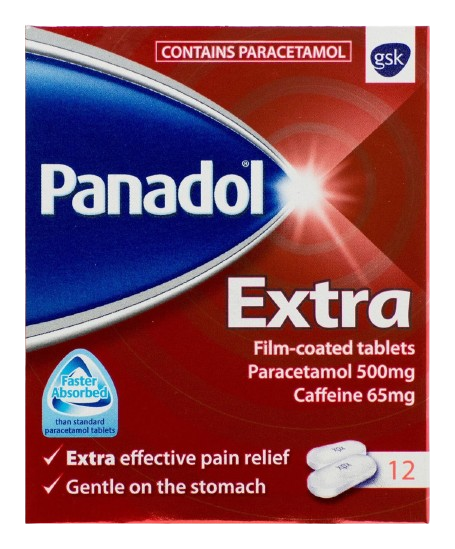 CONTAINS PARACETAMOL
gsk
Panadol®
Extra
Film-coated tablets
Paracetamol 500mg
Caffeine 65mg
Faster
Absorbed
than standard
paracetamol tablets
✓ Extra effective pain relief
✓ Gentle on the stomach
12